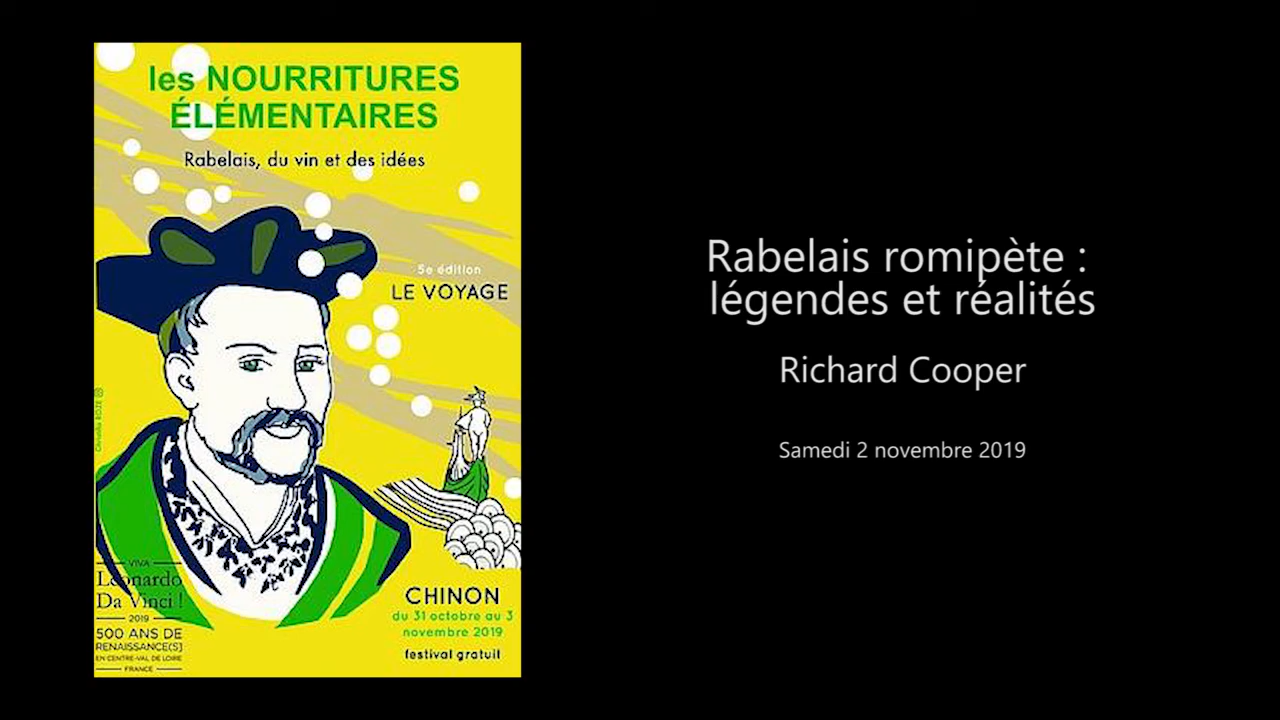 les NOURRITURES
ÉLÉMENTAIRES
Rabelais, du vin et des idées
5e édition
LE VOYAGE
VIVA
Leonardo
Da Vinci !
2019
500 ANS DE
RENAISSANCE(S]
EN CENTRE-VAL DE LOIRE
FRANCE
CHINON
du 31 octobre au 3
novembre 2019
festival gratuit
Rabelais romipète :
légendes et réalités
Richard Cooper
Samedi 2 novembre 2019